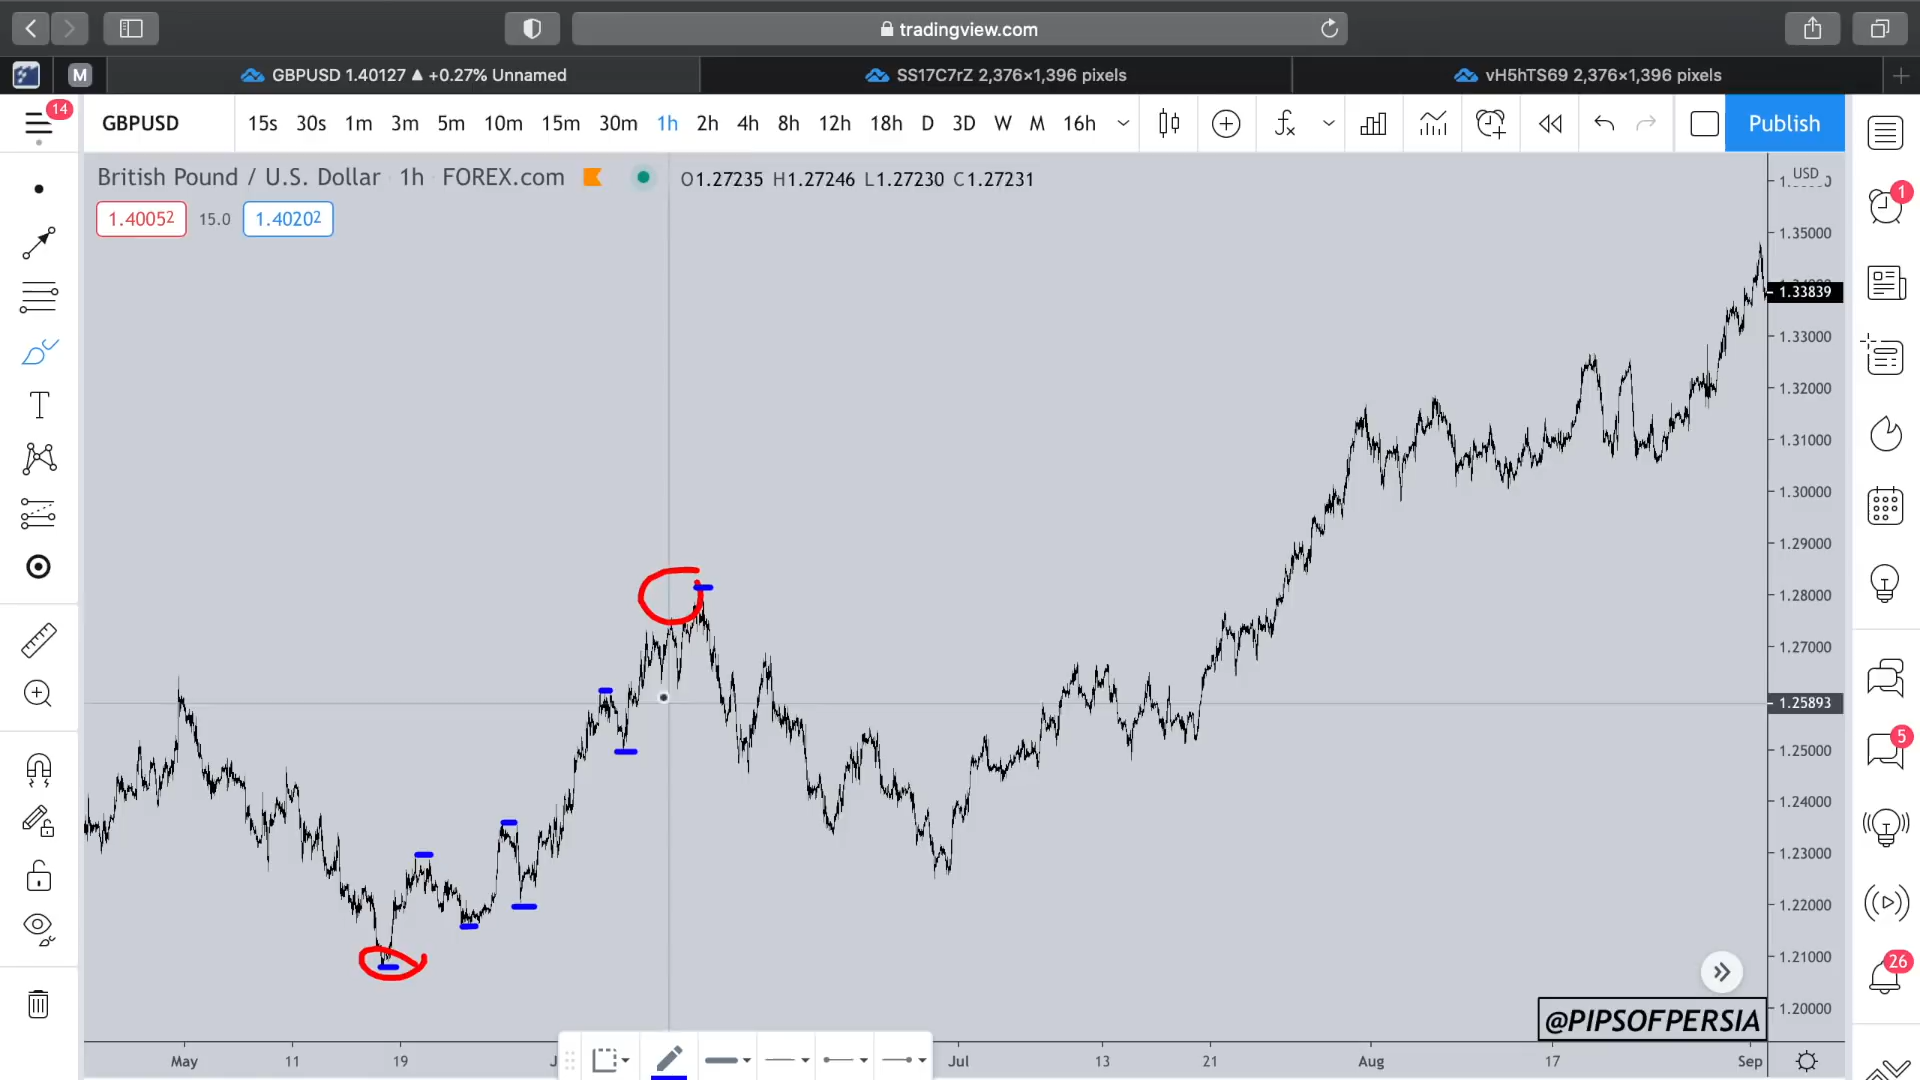 tradingview.com
M
GBPUSD 1.40127 ▲ +0.27% Unnamed
SS17C7rZ 2,376×1,396 pixels
vH5hTS69 2,376×1,396 pixels
14
GBPUSD
15s 30s 1m 3m 5m 10m 15m 30m 1h 2h 4h 8h 12h 18h D 3D W M 16h
Publish
British Pound / U.S. Dollar 1h FOREX.com
O1.27235 H1.27246 L1.27230 C1.27231
1.40052 15.0 1.40202
USD
1.35000
1.33839
1.33000
1.32000
1.31000
1.30000
1.29000
1.28000
1.27000
1.25893
1.25000
1.24000
1.23000
1.22000
1.21000
1.20000
1
5
26
T
@PIPSOFPERSIA
May 11 19 Jul 13 21 Aug 17 Sep